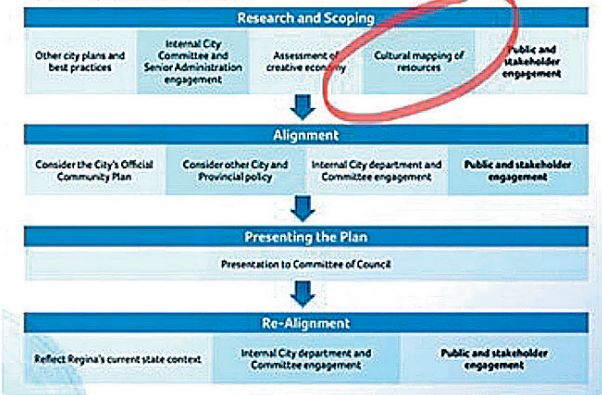 Research and Scoping
Other city plans and
best practices
Internal City
Committee and
Senior Administration
engagement
Assessment of
creative economy
Cultural mapping of
resources
Public and
stakeholder
engagement
Alignment
Consider the City's Official
Community Plan
Consider other City and
Provincial policy
Internal City department and
Committee engagement
Public and stakeholder
engagement
Presenting the Plan
Presentation to Committee of Council
Re-Alignment
Reflect Regina's current state context
Internal City department and
Committee engagement
Public and stakeholder
engagement